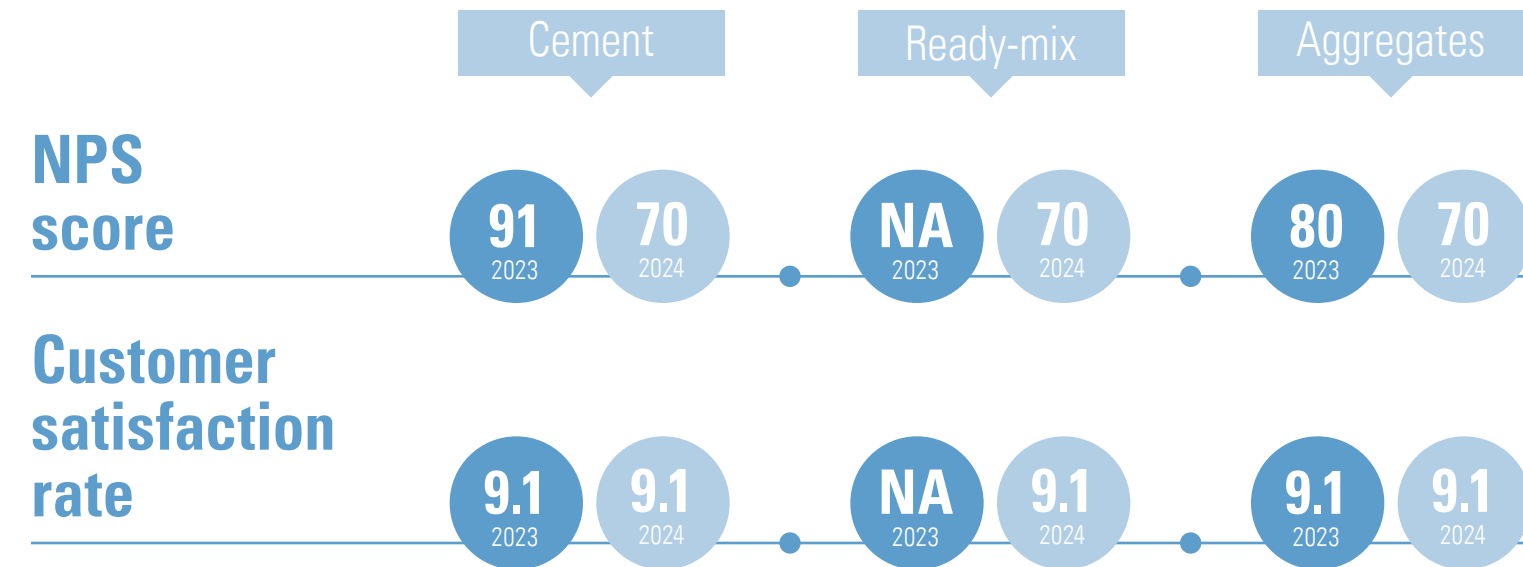 Cement
Ready-mix
Aggregates
NPS
score
91
2023
70
2024
NA
2023
70
2024
80
2023
70
2024
Customer
satisfaction
rate
9.1
2023
9.1
2024
NA
2023
9.1
2024
9.1
2023
9.1
2024